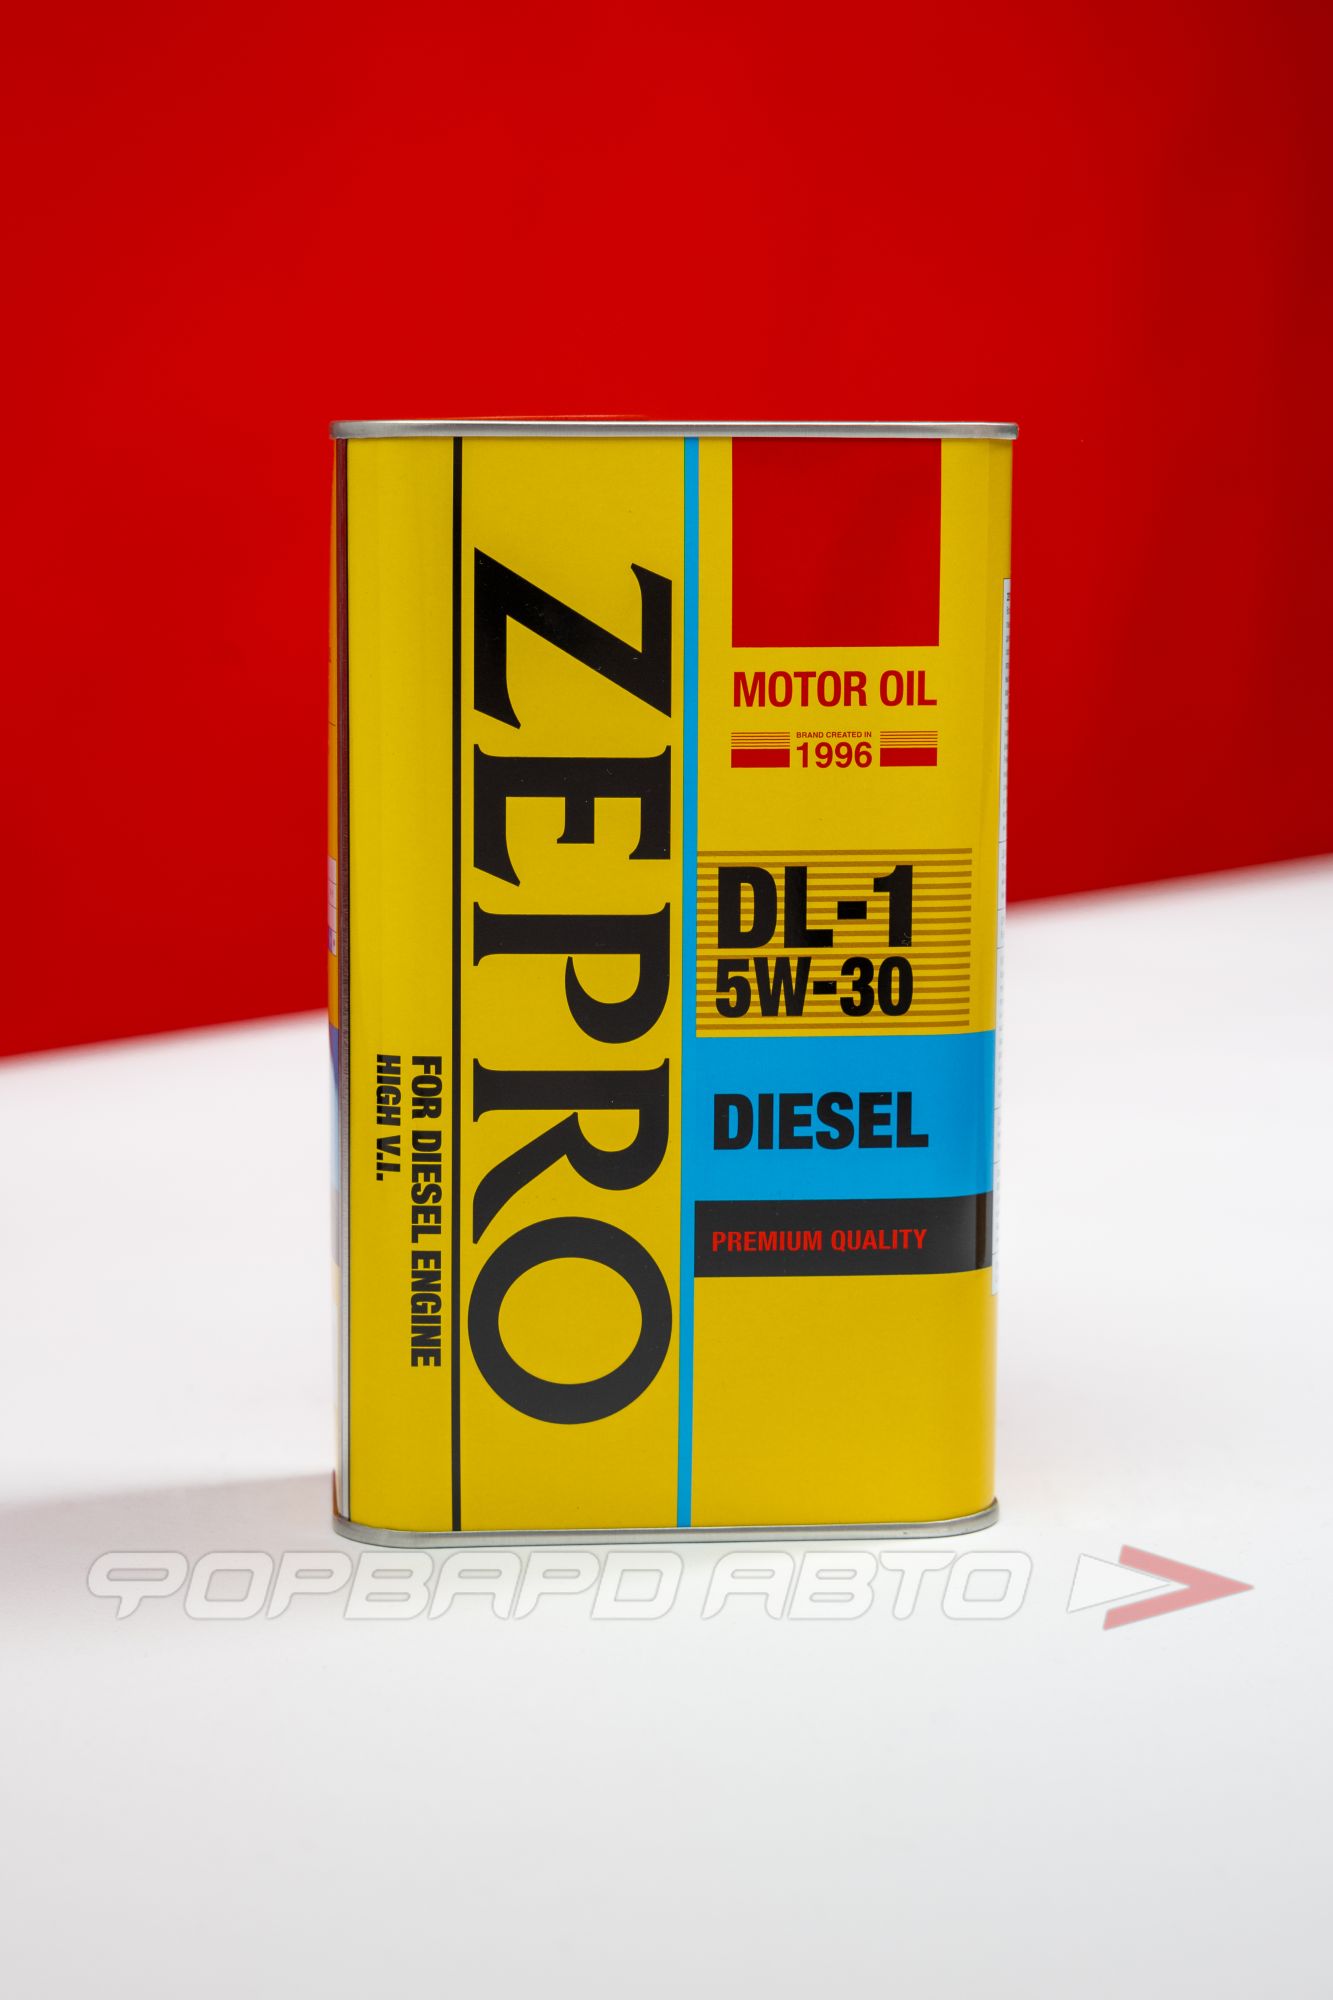 MOTOR OIL
BRAND CREATED IN
1996
ZEPRO
DL-1
5W-30
DIESEL
PREMIUM QUALITY
FOR DIESEL ENGINE
HIGH V.I.
ФОРВАРД АВТО